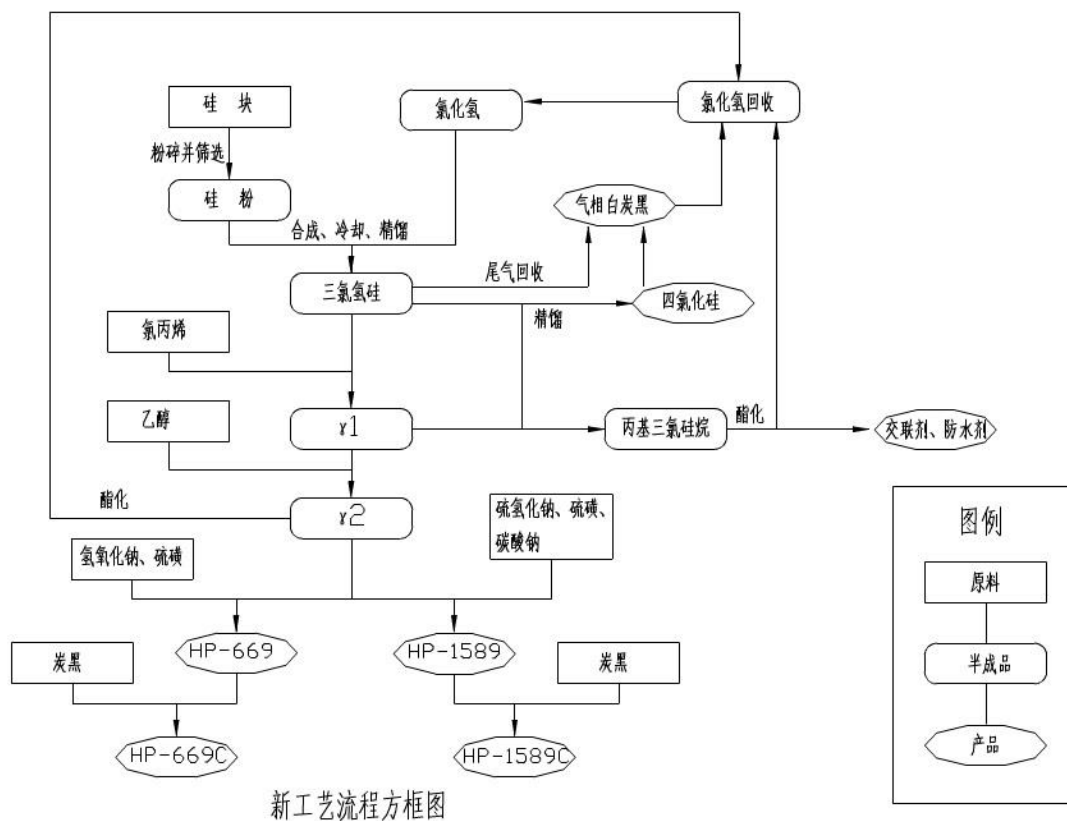 硅 块
氯化氢
氯化氢回收
粉碎并筛选
硅 粉
气相白炭黑
合成、冷却、精馏
尾气回收
三氯氢硅
四氯化硅
精馏
氯丙烯
乙醇
γ1
丙基三氯硅烷
酯化
交联剂、防水剂
酯化
γ2
硫氢化钠、硫磺、
碳酸钠
氢氧化钠、硫磺
图例
原料
炭黑
HP-669
HP-1589
炭黑
半成品
HP-669C
HP-1589C
产品
新工艺流程方框图